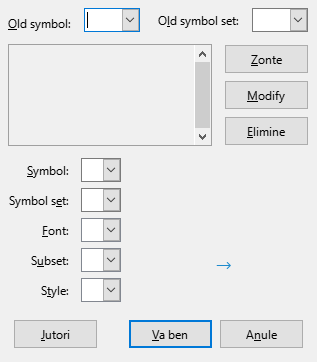 Old symbol: Old symbol set:
Zonte
Modify
Elimine
Symbol:
Symbol set:
Font:
Subset: →
Style:
Jutori Va ben Anule